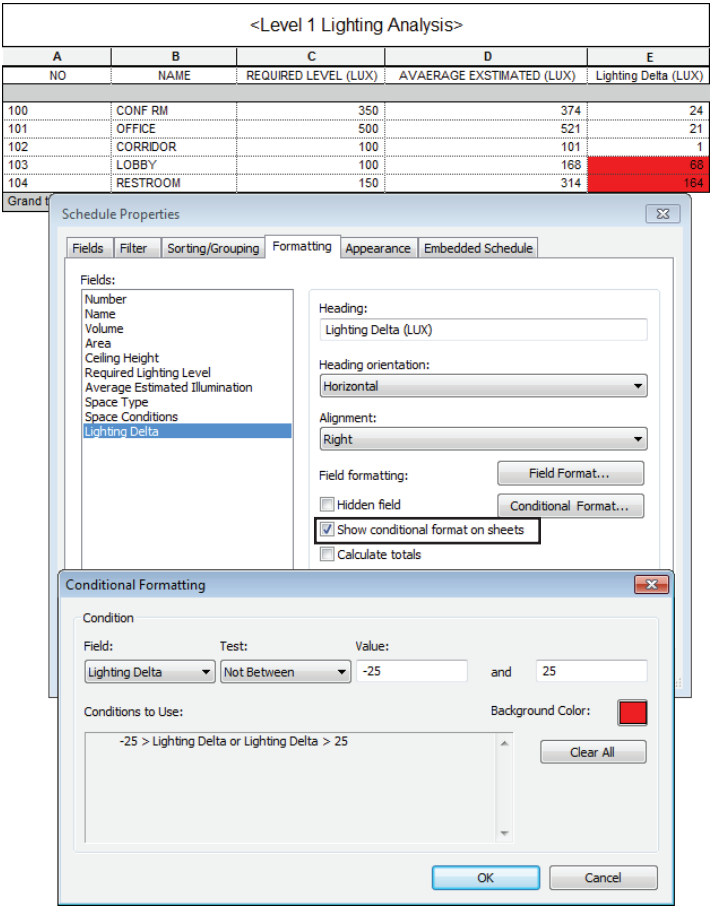 <Level 1 Lighting Analysis>
A B C D E
NO NAME REQUIRED LEVEL (LUX) AVAERAGE EXSTIMATED (LUX) Lighting Delta (LUX)
100 CONF RM 350 374 24
101 OFFICE 500 521 21
102 CORRIDOR 100 101 1
103 LOBBY 100 168 68
104 RESTROOM 150 314 164
Grand t
Schedule Properties
Fields Filter Sorting/Grouping Formatting Appearance Embedded Schedule
Fields:
Number
Name
Volume
Area
Ceiling Height
Required Lighting Level
Average Estimated Illumination
Space Type
Space Conditions
Lighting Delta
Heading:
Lighting Delta (LUX)
Heading orientation:
Horizontal
Alignment:
Right
Field formatting: Field Format...
Hidden field Conditional Format...
Show conditional format on sheets
Calculate totals
Conditional Formatting
Condition
Field: Test: Value:
Lighting Delta Not Between -25 and 25
Conditions to Use: Background Color:
-25 > Lighting Delta or Lighting Delta > 25
Clear All
OK Cancel